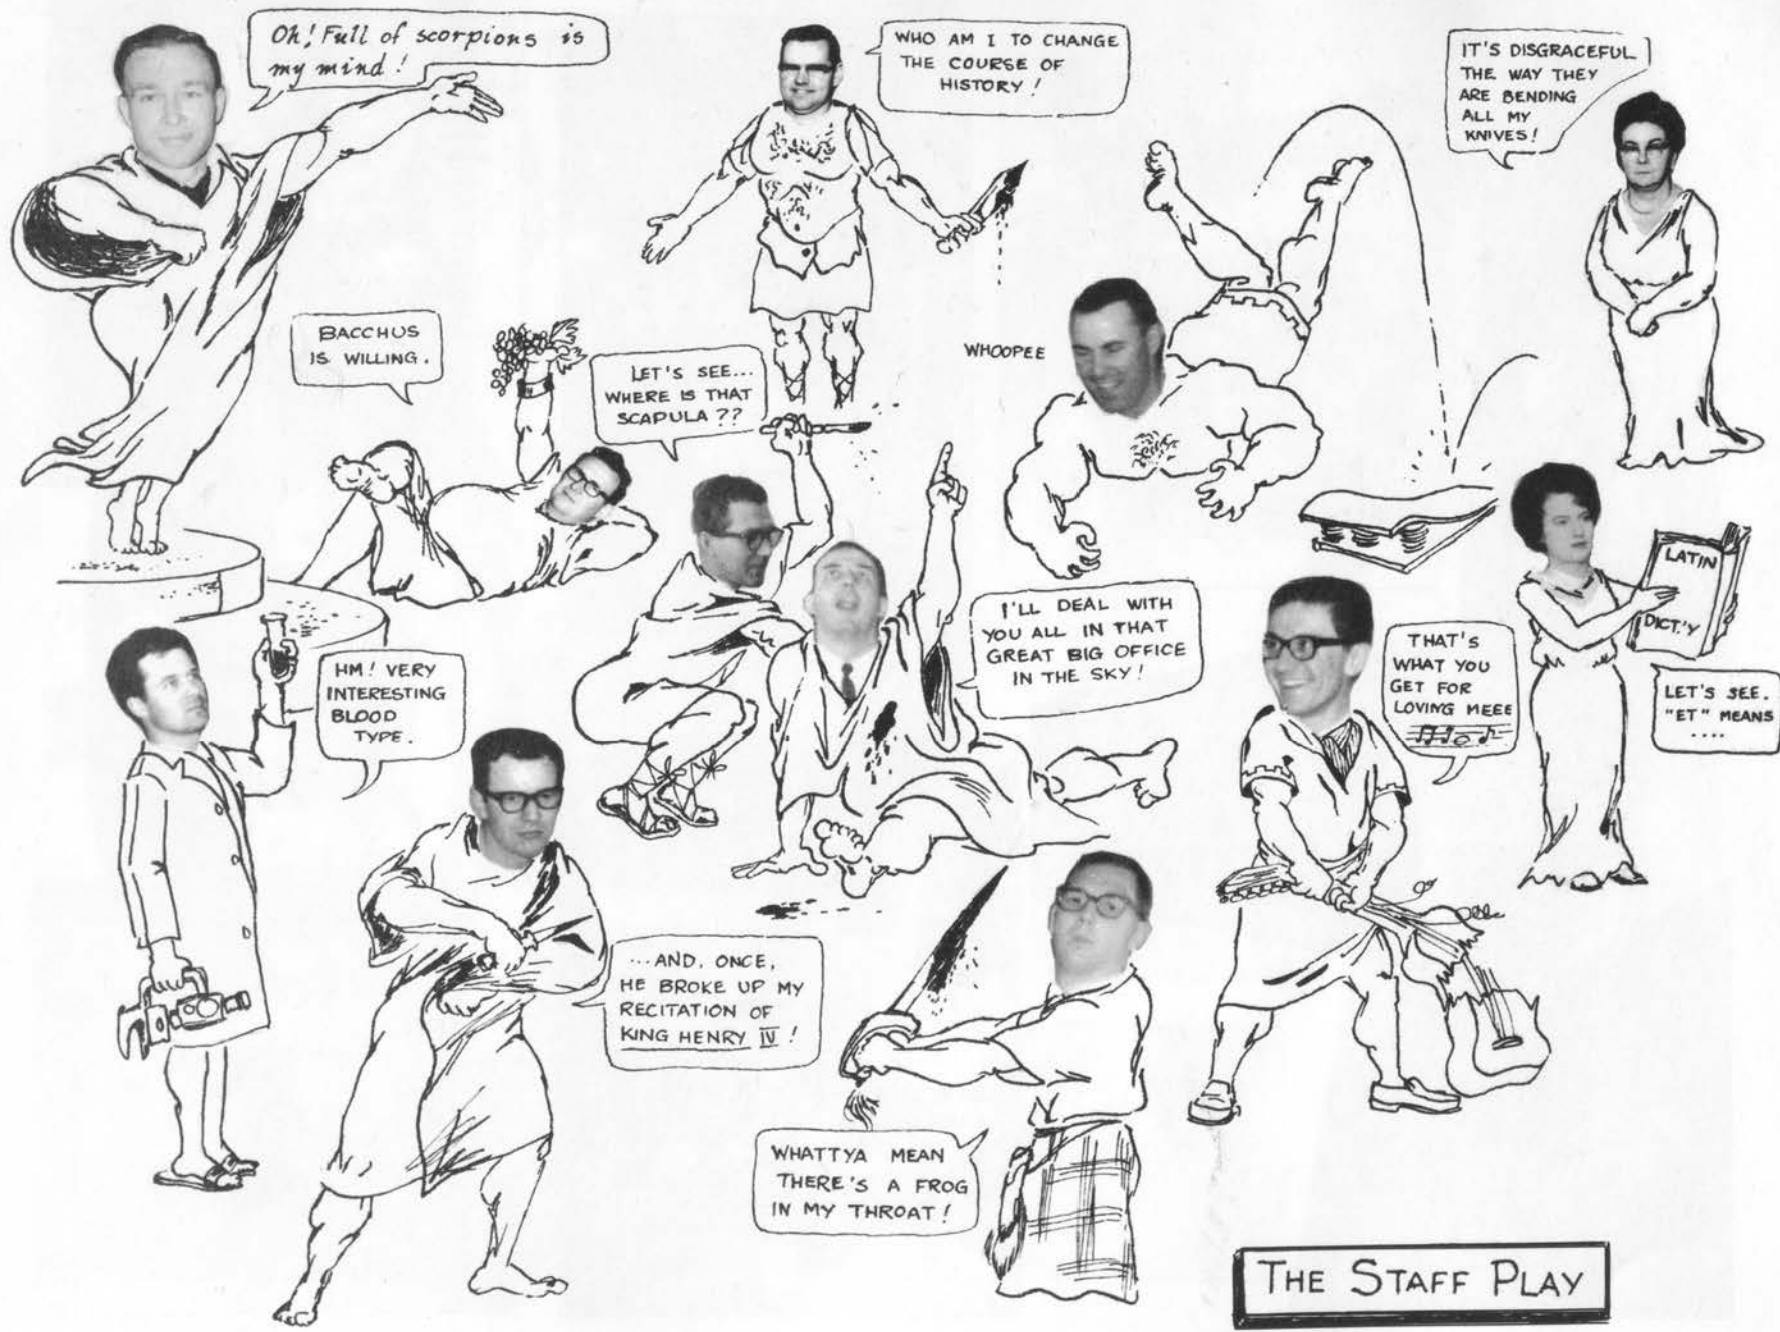 Oh! Full of scorpions is
my mind!
WHO AM I TO CHANGE
THE COURSE OF
HISTORY!
IT'S DISGRACEFUL
THE WAY THEY
ARE BENDING
ALL MY
KNIVES!
BACCHUS
IS WILLING.
LET'S SEE...
WHERE IS THAT
SCAPULA??
WHOOPEE
LATIN
DICT.'Y
I'LL DEAL WITH
YOU ALL IN THAT
GREAT BIG OFFICE
IN THE SKY!
THAT'S
WHAT YOU
GET FOR
LOVING MEEE
LET'S SEE.
"ET" MEANS
....
HM! VERY
INTERESTING
BLOOD
TYPE.
...AND, ONCE,
HE BROKE UP MY
RECITATION OF
KING HENRY IV!
WHATTYA MEAN
THERE'S A FROG
IN MY THROAT!
THE STAFF PLAY